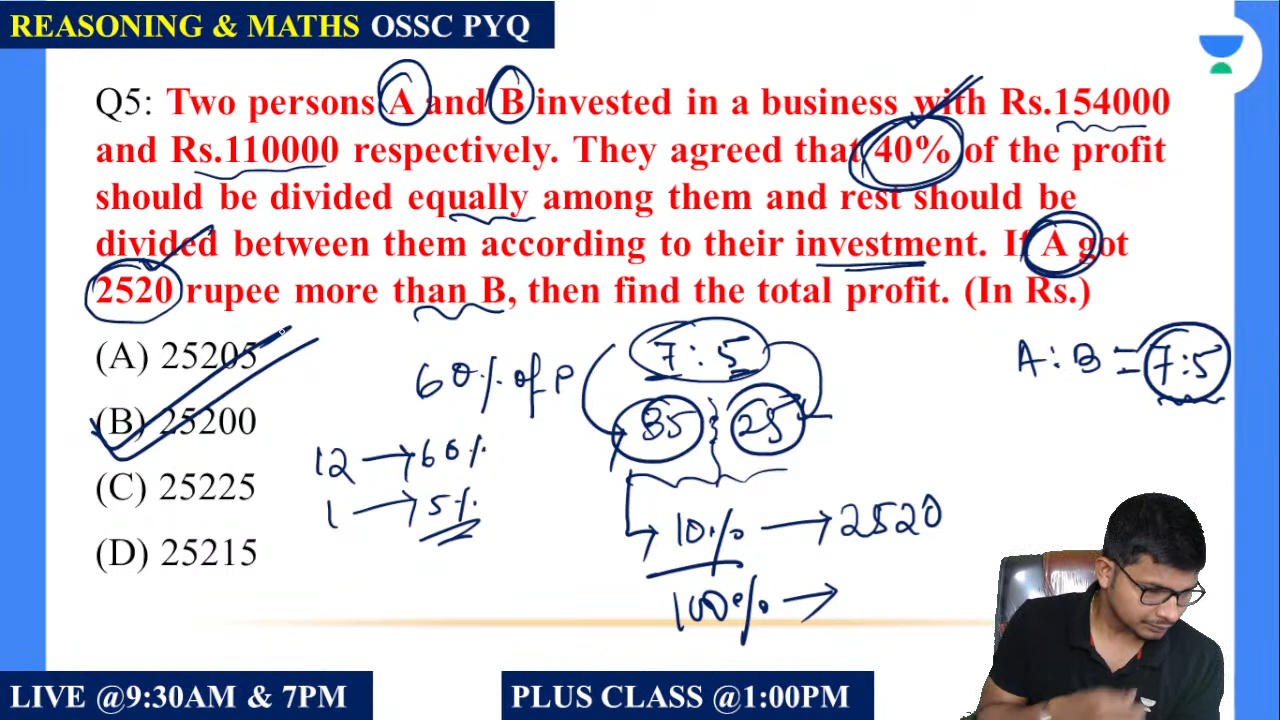 REASONING & MATHS OSSC PYQ
Q5: Two persons A and B invested in a business with Rs.154000
and Rs.110000 respectively. They agreed that 40% of the profit
should be divided equally among them and rest should be
divided between them according to their investment. If A got
2520 rupee more than B, then find the total profit. (In Rs.)
(A) 25205
(B) 25200
(C) 25225
(D) 25215
60% of P
7 : 5
A : B = 7:5
35 25
12 → 60%
1 → 5%
10% → 2520
100% →
LIVE @9:30AM & 7PM
PLUS CLASS @1:00PM